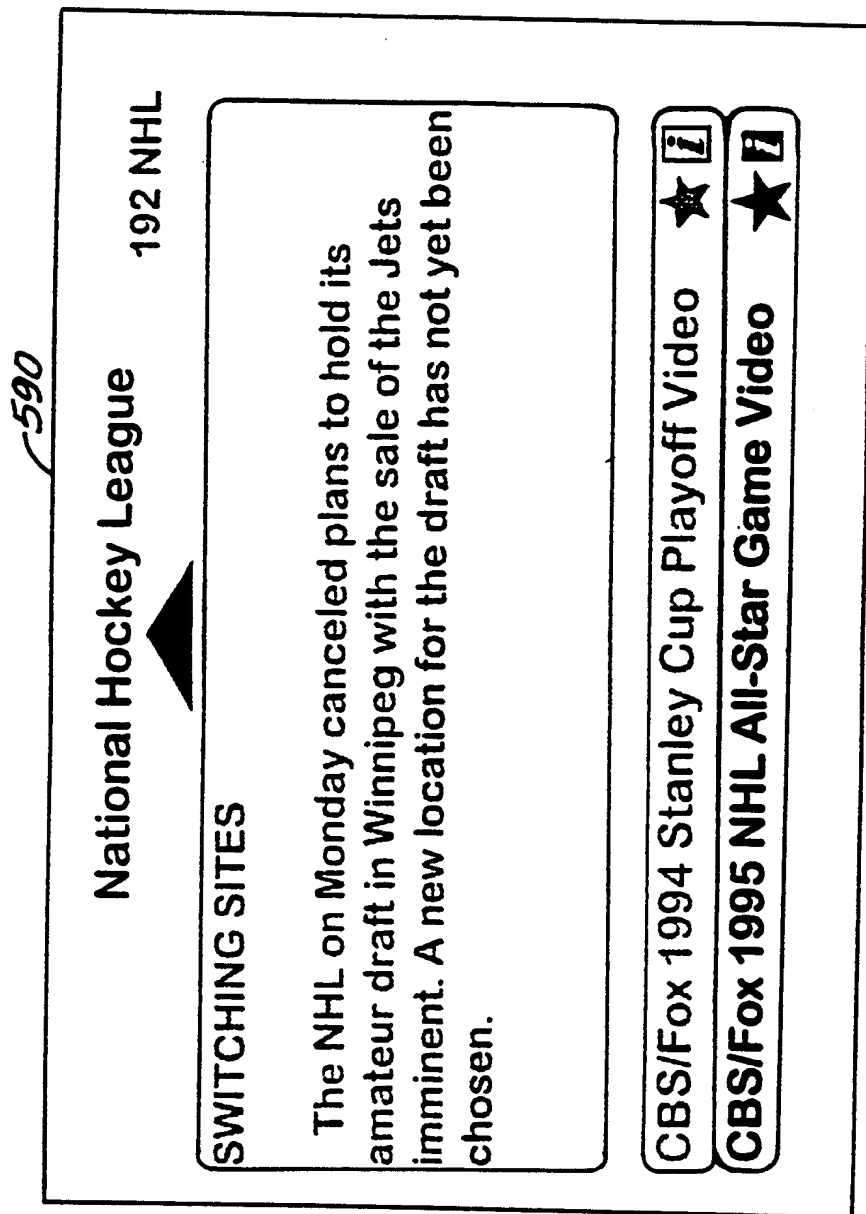 590
National Hockey League
192 NHL
SWITCHING SITES
The NHL on Monday canceled plans to hold its
amateur draft in Winnipeg with the sale of the Jets
imminent. A new location for the draft has not yet been
chosen.
CBS/Fox 1994 Stanley Cup Playoff Video i
CBS/Fox 1995 NHL All-Star Game Video i